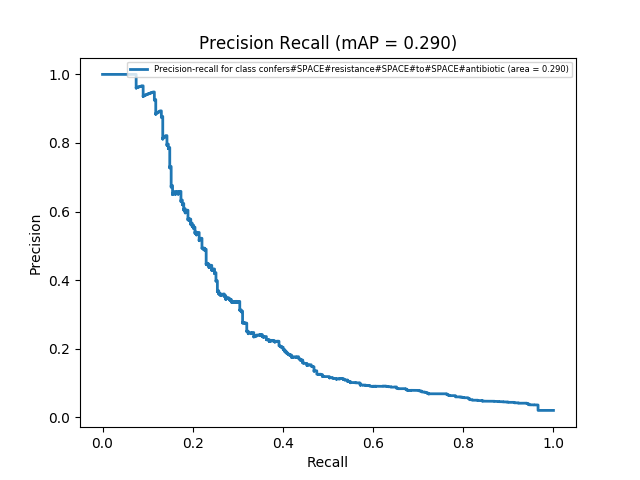 Precision Recall (mAP = 0.290)
Precision-recall for class confers#SPACE#resistance#SPACE#to#SPACE#antibiotic (area = 0.290)
1.0
0.8
0.6
0.4
0.2
0.0
Precision
0.0 0.2 0.4 0.6 0.8 1.0
Recall